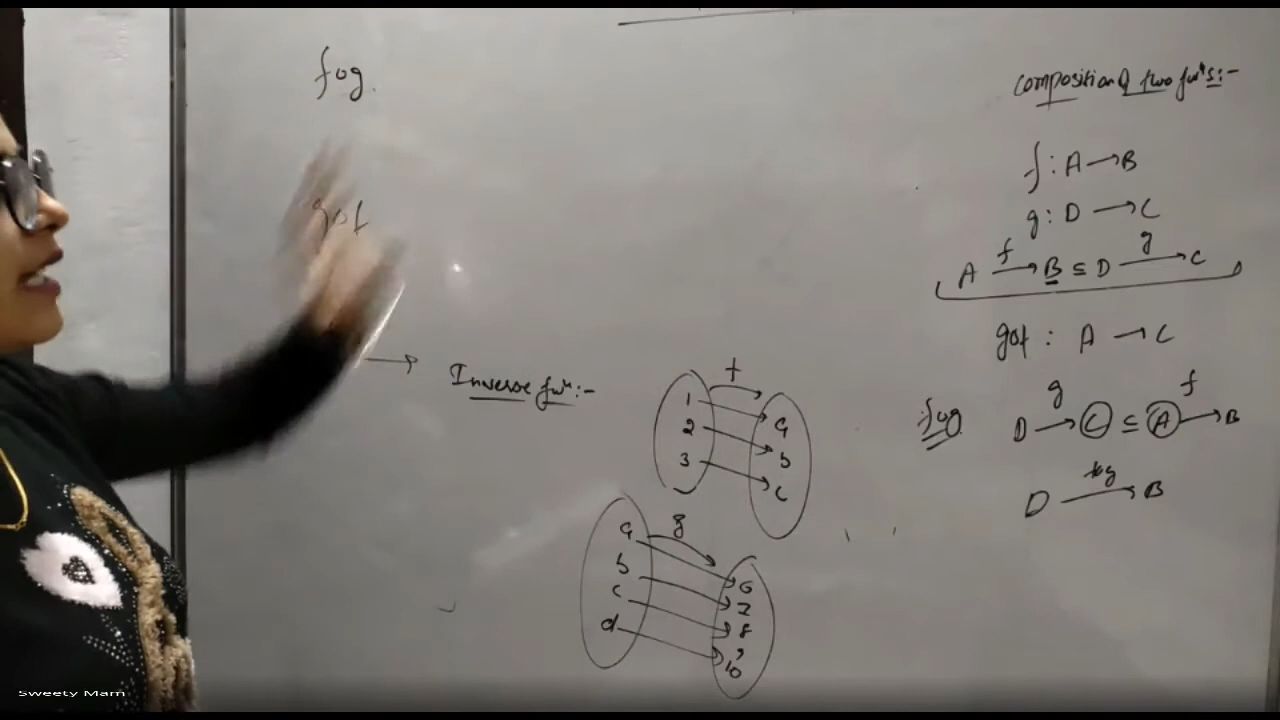 fog.
gof
→ Inverse fun:-
f
1
2
3
a
b
c
g
a
b
c
d
6
7
8
9
10
Composition of two fun's:-
f : A → B
g : D → C
A f→ B ⊆ D g→ C
gof : A → C
fog D g→ C ⊆ A f→ B
D fog→ B
Sweety Mam